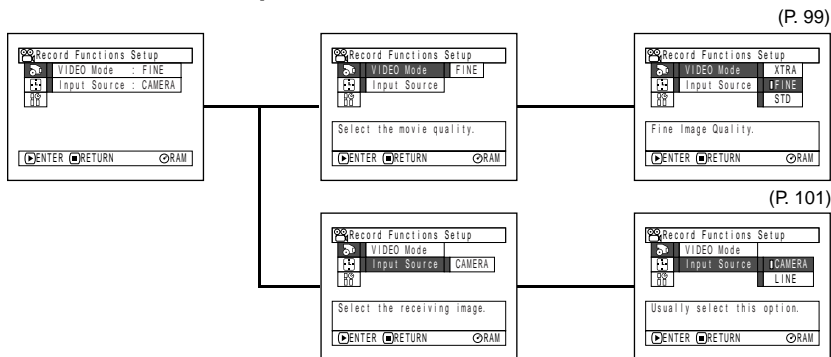 (P. 99)
Record Functions Setup
VIDEO Mode : FINE
Input Source : CAMERA
ENTER RETURN RAM
Record Functions Setup
VIDEO Mode FINE
Input Source
Select the movie quality.
ENTER RETURN RAM
Record Functions Setup
VIDEO Mode XTRA
Input Source FINE
STD
Fine Image Quality.
ENTER RETURN RAM
(P. 101)
Record Functions Setup
VIDEO Mode
Input Source CAMERA
Select the receiving image.
ENTER RETURN RAM
Record Functions Setup
VIDEO Mode
Input Source CAMERA
LINE
Usually select this option.
ENTER RETURN RAM